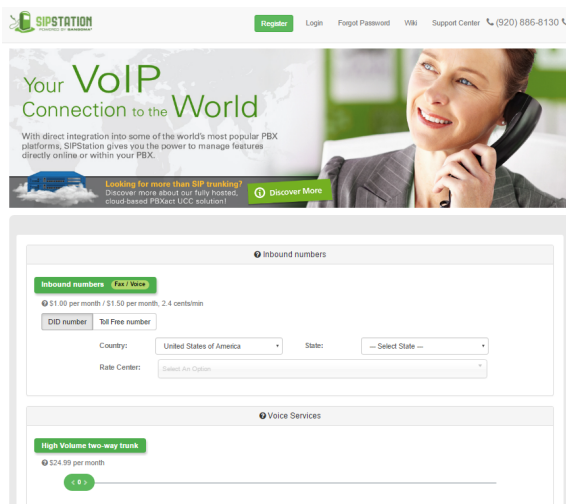 SIPSTATION
POWERED BY SANGOMA
Register Login Forgot Password Wiki Support Center (920) 886-8130
Your VoIP
Connection to the World
With direct integration into some of the world's most popular PBX
platforms, SIPStation gives you the power to manage features
directly online or within your PBX.
Looking for more than SIP trunking?
Discover more about our fully hosted,
cloud-based PBXact UCC solution!
Discover More
Inbound numbers
Inbound numbers Fax / Voice
$1.00 per month / $1.50 per month, 2.4 cents/min
DID number Toll Free number
Country: United States of America State: --- Select State ---
Rate Center: Select An Option
Voice Services
High Volume two-way trunk
$24.99 per month
< 0 >